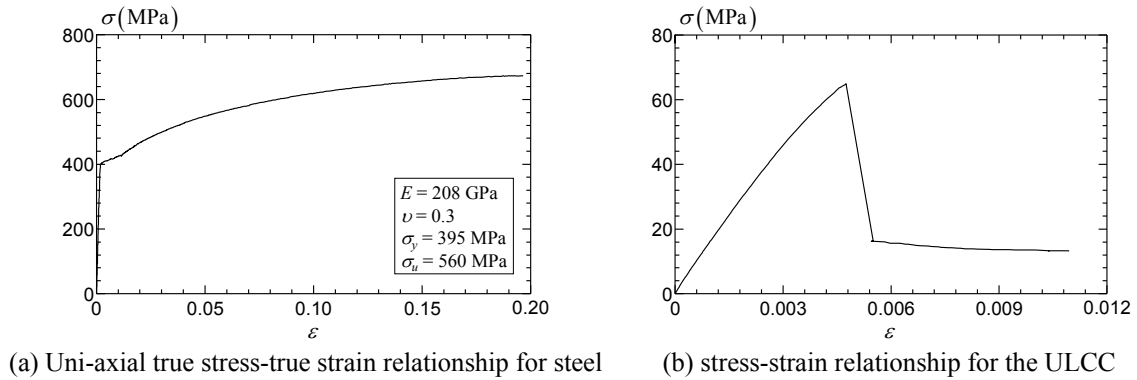 σ(MPa)
800
600
400
200
0
0 0.05 0.10 0.15 0.20
ε
E = 208 GPa
υ = 0.3
σy = 395 MPa
σu = 560 MPa
(a) Uni-axial true stress-true strain relationship for steel
σ(MPa)
80
60
40
20
0
0 0.003 0.006 0.009 0.012
ε
(b) stress-strain relationship for the ULCC